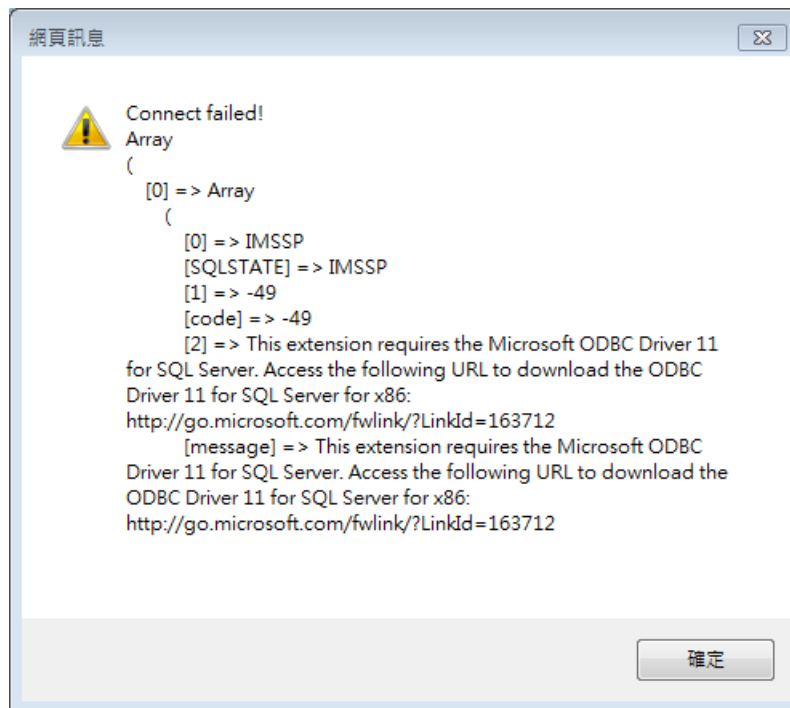 網頁訊息
Connect failed!
Array
(
[0] => Array
(
[0] => IMSSP
[SQLSTATE] => IMSSP
[1] => -49
[code] => -49
[2] => This extension requires the Microsoft ODBC Driver 11
for SQL Server. Access the following URL to download the ODBC
Driver 11 for SQL Server for x86:
http://go.microsoft.com/fwlink/?LinkId=163712
[message] => This extension requires the Microsoft ODBC
Driver 11 for SQL Server. Access the following URL to download the
ODBC Driver 11 for SQL Server for x86:
http://go.microsoft.com/fwlink/?LinkId=163712
確定